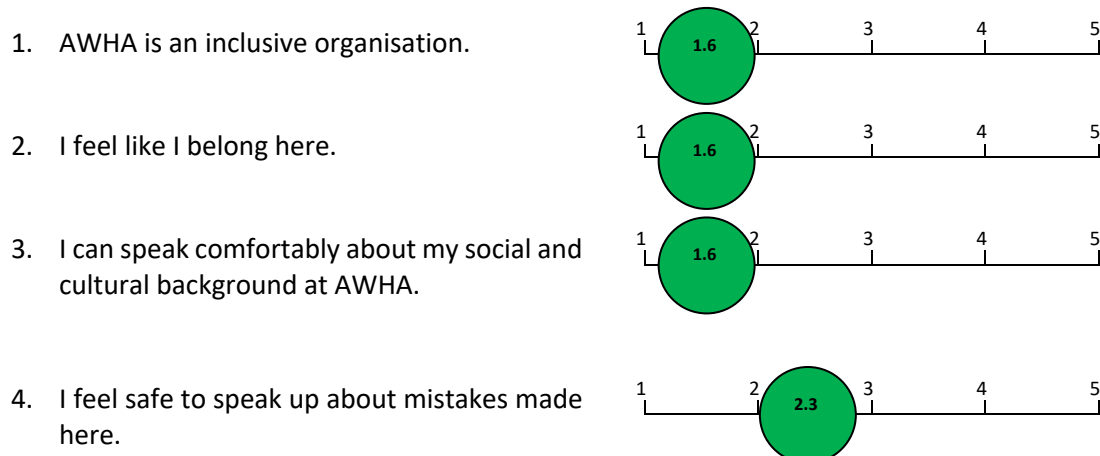 1. AWHA is an inclusive organisation.
1 2 3 4 5
1.6
2. I feel like I belong here.
1 2 3 4 5
1.6
3. I can speak comfortably about my social and
cultural background at AWHA.
1 2 3 4 5
1.6
4. I feel safe to speak up about mistakes made
here.
1 2 3 4 5
2.3